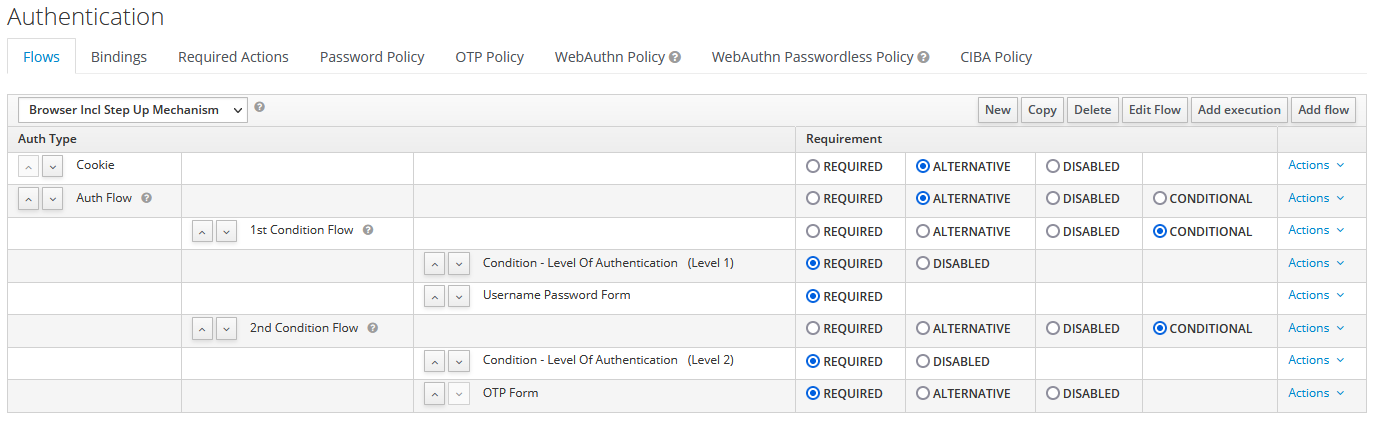 Authentication
Flows Bindings Required Actions Password Policy OTP Policy WebAuthn Policy WebAuthn Passwordless Policy CIBA Policy
Browser Incl Step Up Mechanism New Copy Delete Edit Flow Add execution Add flow
Auth Type Requirement
Cookie REQUIRED ALTERNATIVE DISABLED Actions
Auth Flow REQUIRED ALTERNATIVE DISABLED CONDITIONAL Actions
1st Condition Flow REQUIRED ALTERNATIVE DISABLED CONDITIONAL Actions
Condition - Level Of Authentication (Level 1) REQUIRED DISABLED Actions
Username Password Form REQUIRED Actions
2nd Condition Flow REQUIRED ALTERNATIVE DISABLED CONDITIONAL Actions
Condition - Level Of Authentication (Level 2) REQUIRED DISABLED Actions
OTP Form REQUIRED ALTERNATIVE DISABLED Actions